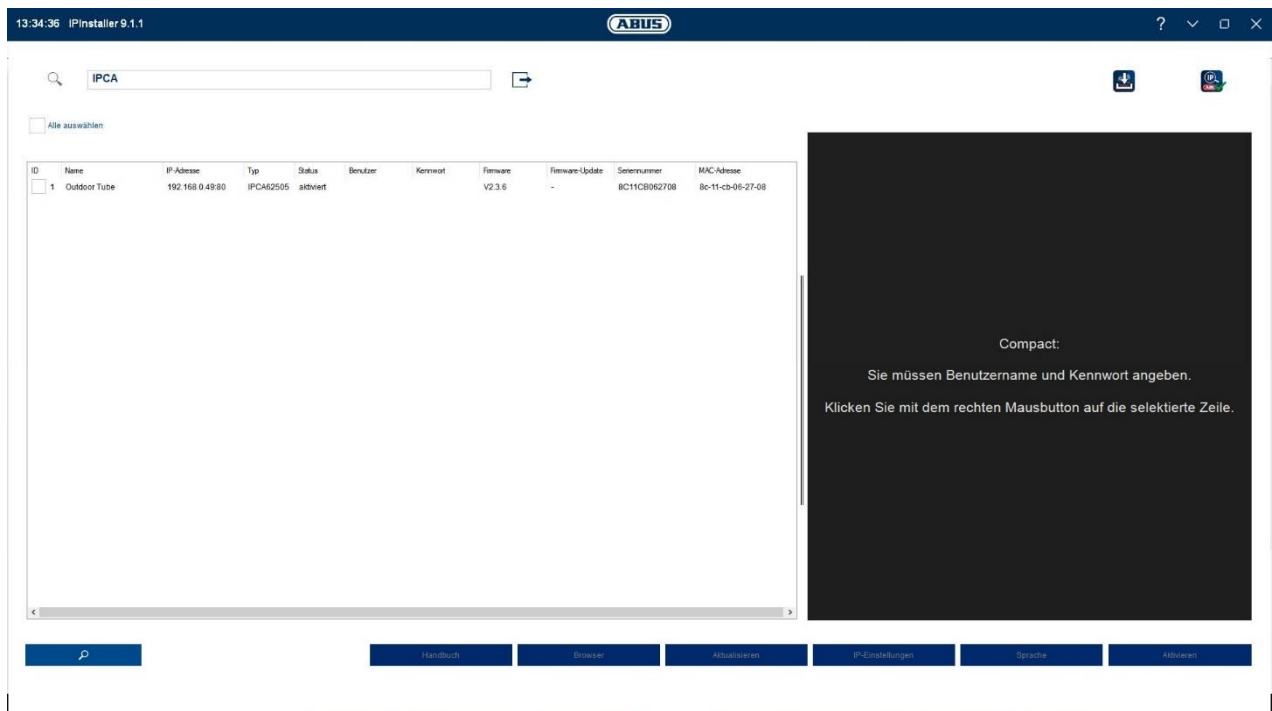 13:34:36 IPInstaller 9.1.1
ABUS
?
IPCA
Alle auswählen
ID Name IP-Adresse Typ Status Benutzer Kennwort Firmware Firmware-Update Seriennummer MAC-Adresse
1 Outdoor Tube 192.168.0.49:80 IPCA62505 aktiviert V2.3.6 - 8C11CB062708 8c-11-cb-06-27-08
Compact:
Sie müssen Benutzername und Kennwort angeben.
Klicken Sie mit dem rechten Mausbutton auf die selektierte Zeile.
Handbuch Browser Aktualisieren IP-Einstellungen Sprache Aktivieren